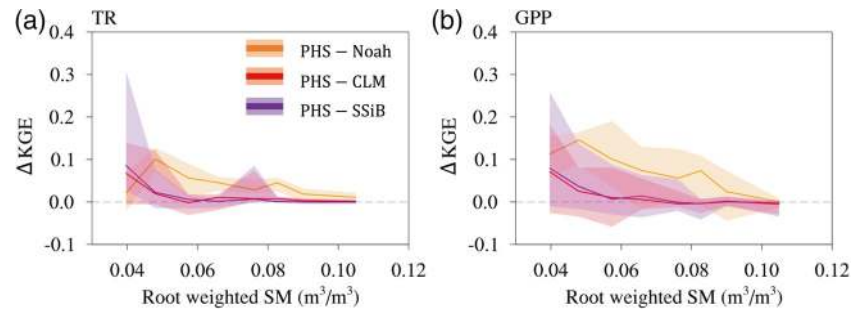 (a) TR
0.4
0.3
0.2
0.1
0.0
-0.1
Δ KGE
PHS − Noah
PHS − CLM
PHS − SSiB
0.04 0.06 0.08 0.10 0.12
Root weighted SM (m³/m³)
(b) GPP
0.4
0.3
0.2
0.1
0.0
-0.1
Δ KGE
0.04 0.06 0.08 0.10 0.12
Root weighted SM (m³/m³)